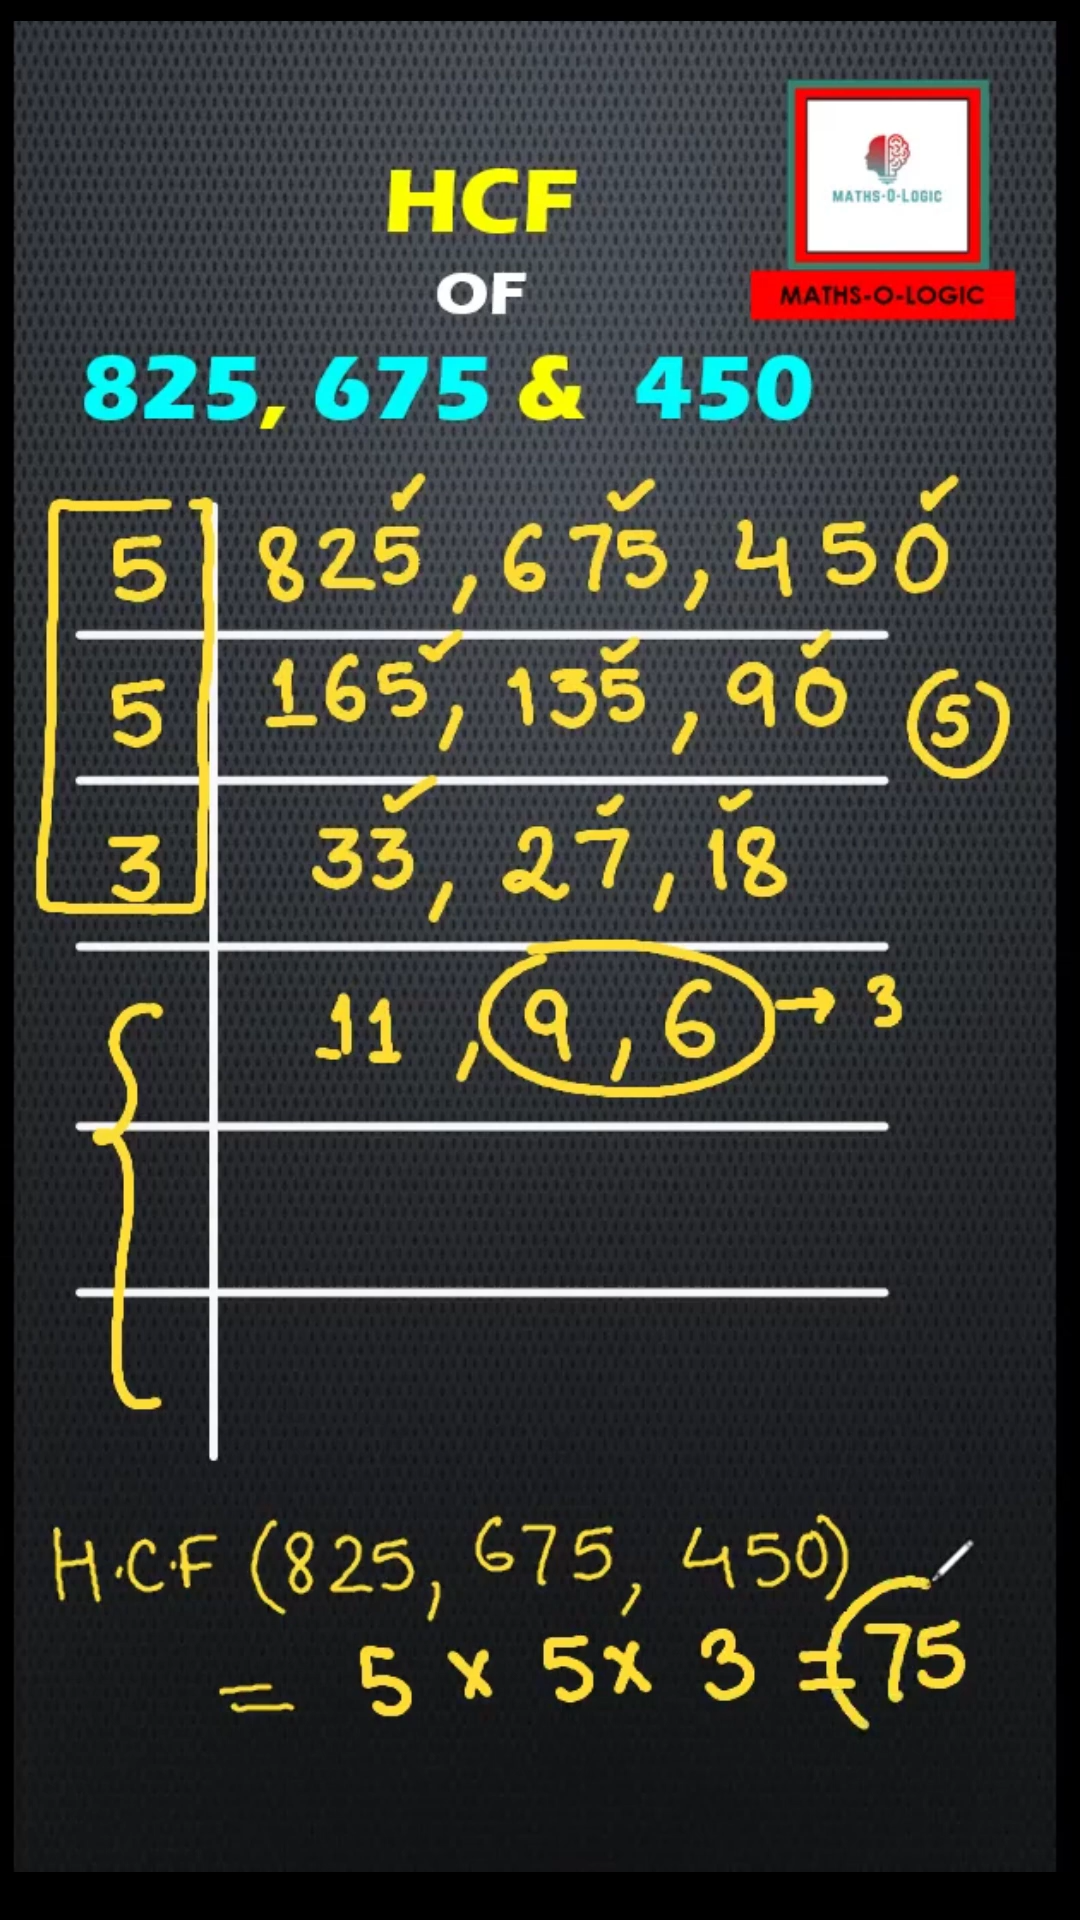 MATHS-O-LOGIC
HCF
OF
MATHS-O-LOGIC
825, 675 & 450
5 825, 675, 450
5 165, 135, 90 5
3 33, 27, 18
11, 9, 6 → 3
H.C.F (825, 675, 450)
= 5 x 5 x 3 = 75